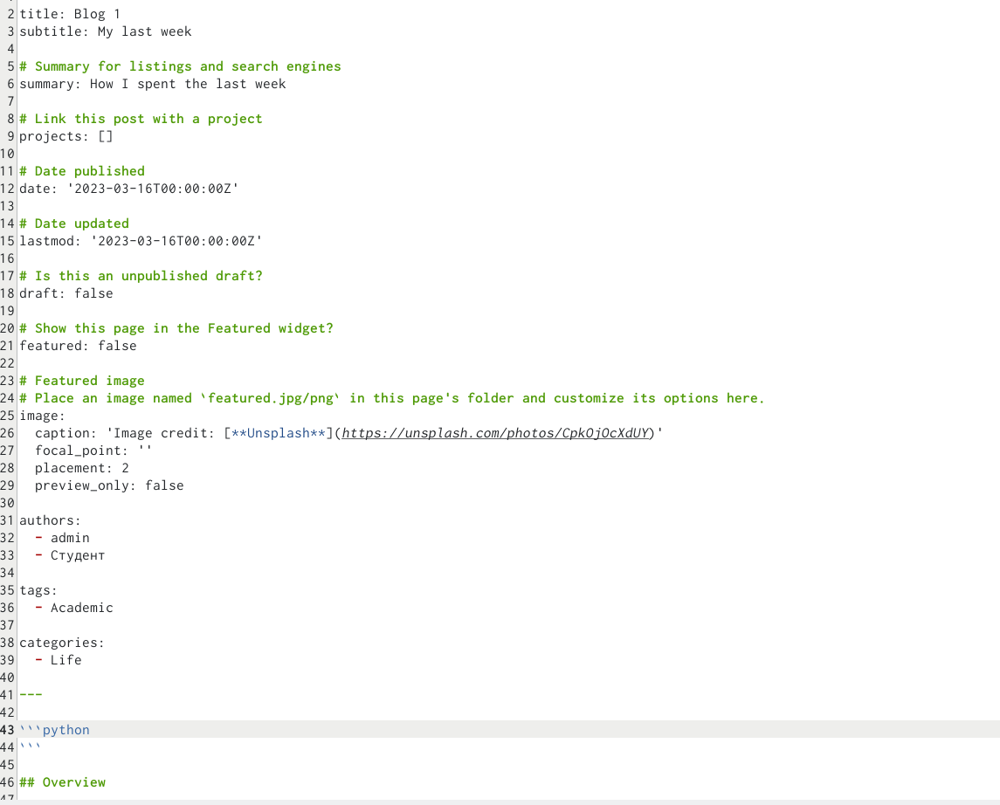 2 title: Blog 1
3 subtitle: My last week
4
5 # Summary for listings and search engines
6 summary: How I spent the last week
7
8 # Link this post with a project
9 projects: []
10
11 # Date published
12 date: '2023-03-16T00:00:00Z'
13
14 # Date updated
15 lastmod: '2023-03-16T00:00:00Z'
16
17 # Is this an unpublished draft?
18 draft: false
19
20 # Show this page in the Featured widget?
21 featured: false
22
23 # Featured image
24 # Place an image named `featured.jpg/png` in this page's folder and customize its options here.
25 image:
26   caption: 'Image credit: [**Unsplash**](https://unsplash.com/photos/CpkOjOcXdUY)'
27   focal_point: ''
28   placement: 2
29   preview_only: false
30
31 authors:
32   - admin
33   - Студент
34
35 tags:
36   - Academic
37
38 categories:
39   - Life
40
41 ---
42
43 ```python
44 ```
45
46 ## Overview
47